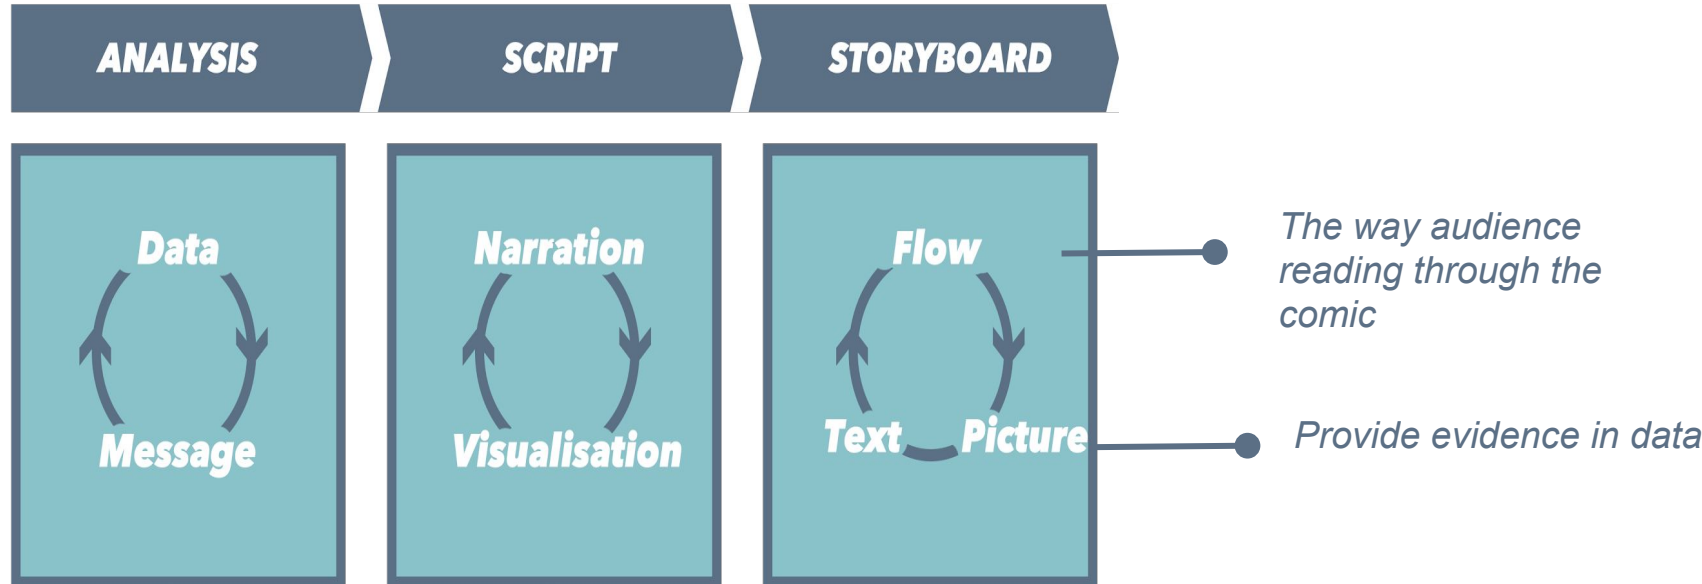 ANALYSIS
SCRIPT
STORYBOARD
Data
Message
Narration
Visualisation
Flow
Text
Picture
The way audience
reading through the
comic
Provide evidence in data